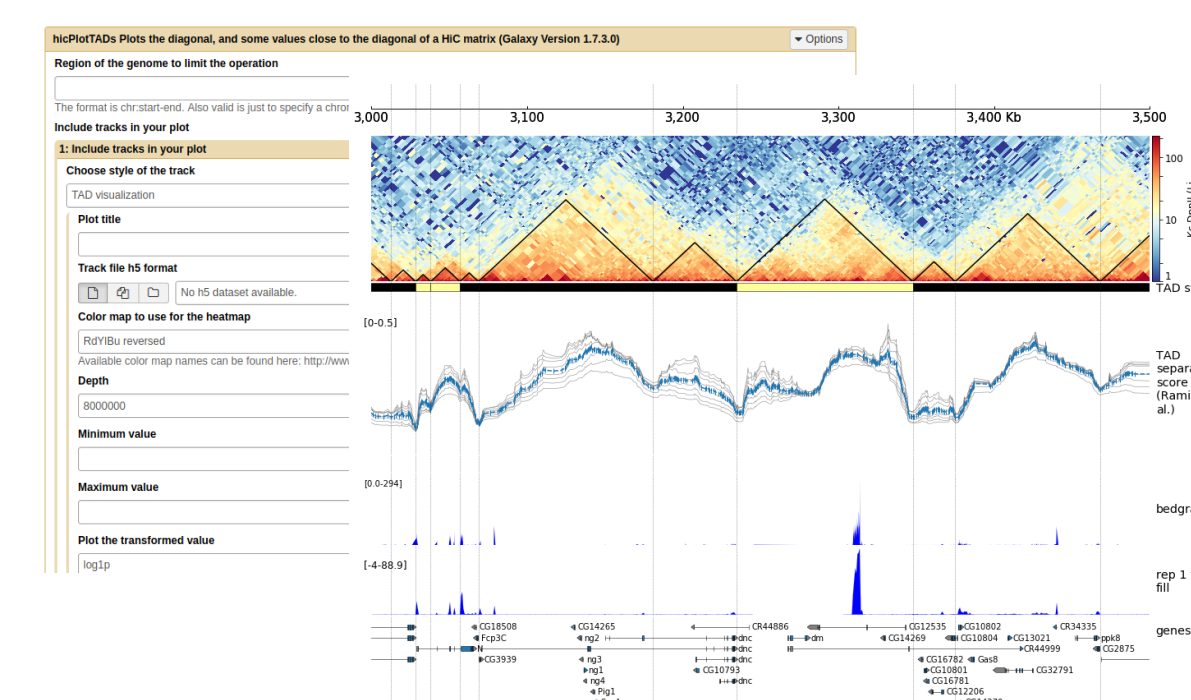 hicPlotTADs Plots the diagonal, and some values close to the diagonal of a HiC matrix (Galaxy Version 1.7.3.0)
Options
Region of the genome to limit the operation
The format is chr:start-end. Also valid is just to specify a chror
Include tracks in your plot
1: Include tracks in your plot
Choose style of the track
TAD visualization
Plot title
Track file h5 format
No h5 dataset available.
Color map to use for the heatmap
RdYlBu reversed
Available color map names can be found here: http://www
Depth
8000000
Minimum value
Maximum value
Plot the transformed value
log1p
3,000 3,100 3,200 3,300 3,400 Kb 3,500
100
10
1
TAD s
[0-0.5]
TAD
separa
score
(Rami
al.)
[0.0-294]
bedgra
[-4-88.9]
rep 1
fill
genes
CG18508 CG14265 CR44886 CG12535 CG10802 CR34335
Fcp3C ng2 dnc dm CG14269 CG10804 CG13021 ppk8
N dnc CR44999 CG2875
CG3939 ng3 dnc CG16782 Gas8
ng1 CG10793 CG10801 CG32791
ng4 dnc CG16781
Pig1 CG12206